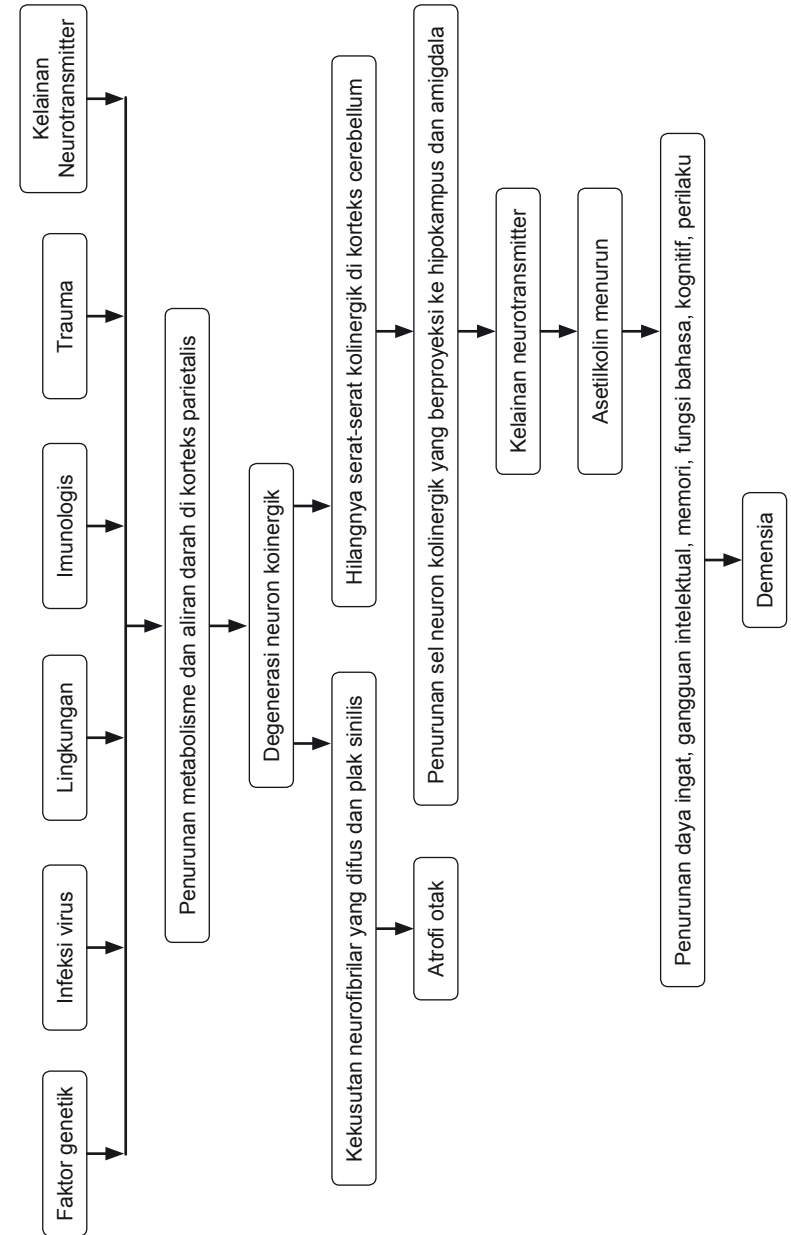 Faktor genetik
Infeksi virus
Lingkungan
Imunologis
Trauma
Kelainan
Neurotransmitter
Penurunan metabolisme dan aliran darah di korteks parietalis
Degenerasi neuron koinergik
Kekusutan neurofibrilar yang difus dan plak sinilis
Hilangnya serat-serat kolinergik di korteks cerebellum
Atrofi otak
Penurunan sel neuron kolinergik yang berproyeksi ke hipokampus dan amigdala
Kelainan neurotransmitter
Asetilkolin menurun
Penurunan daya ingat, gangguan intelektual, memori, fungsi bahasa, kognitif, perilaku
Demensia